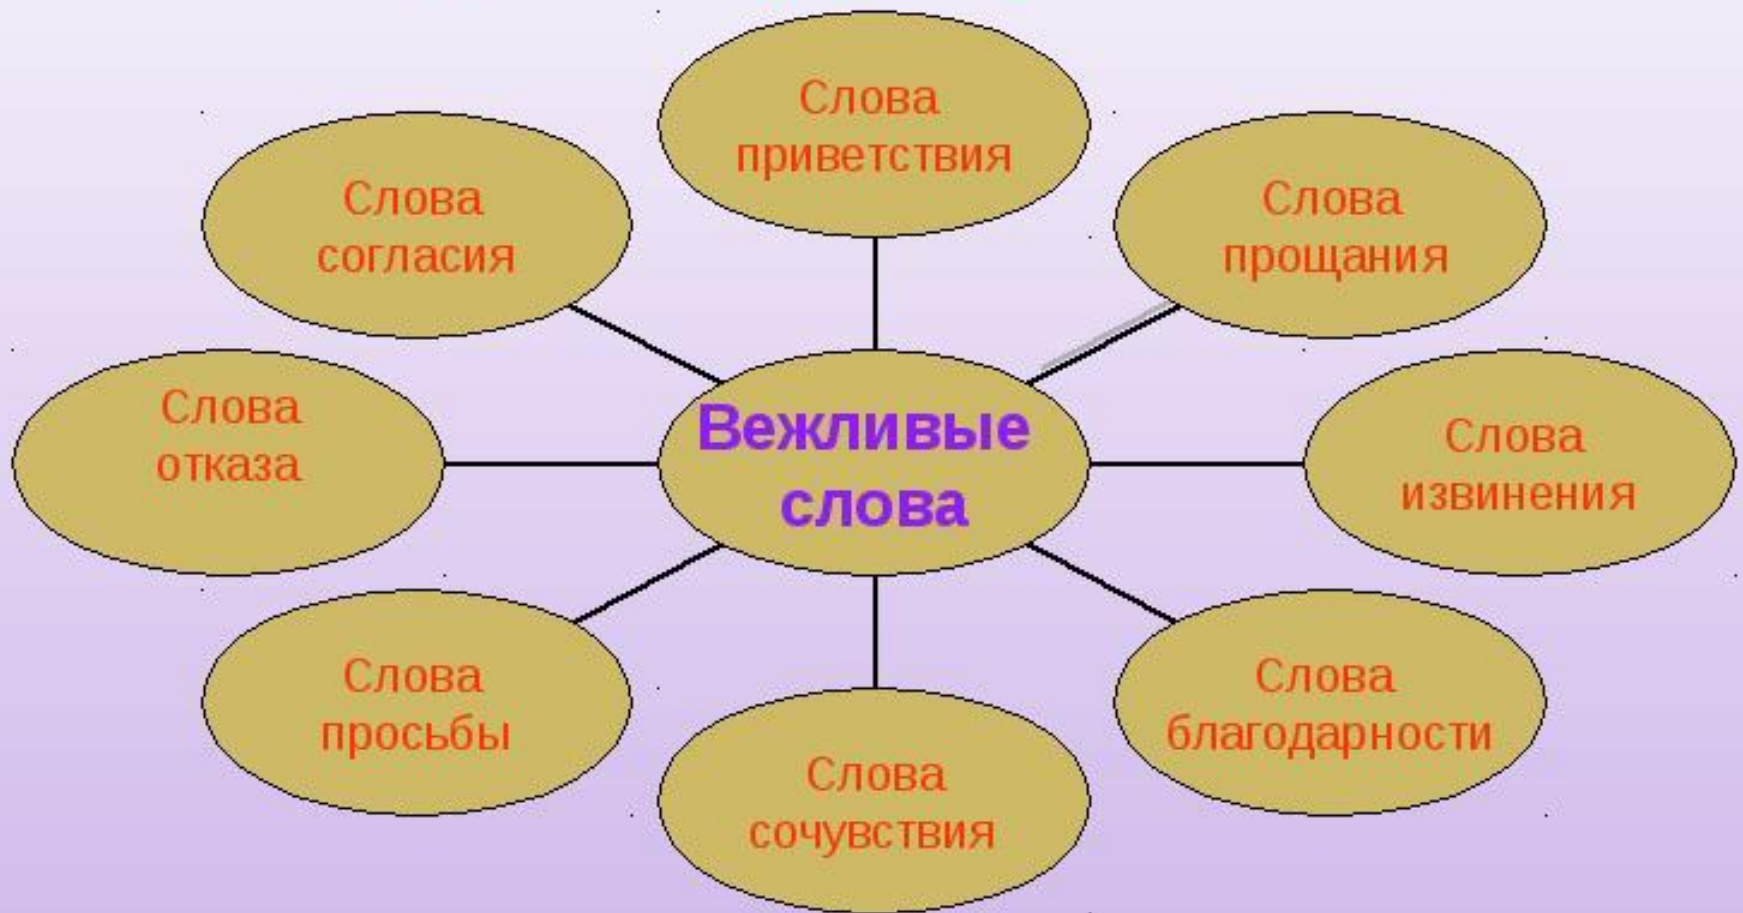 Слова
приветствия
Слова
согласия
Слова
прощания
Слова
отказа
Вежливые
слова
Слова
извинения
Слова
просьбы
Слова
благодарности
Слова
сочувствия